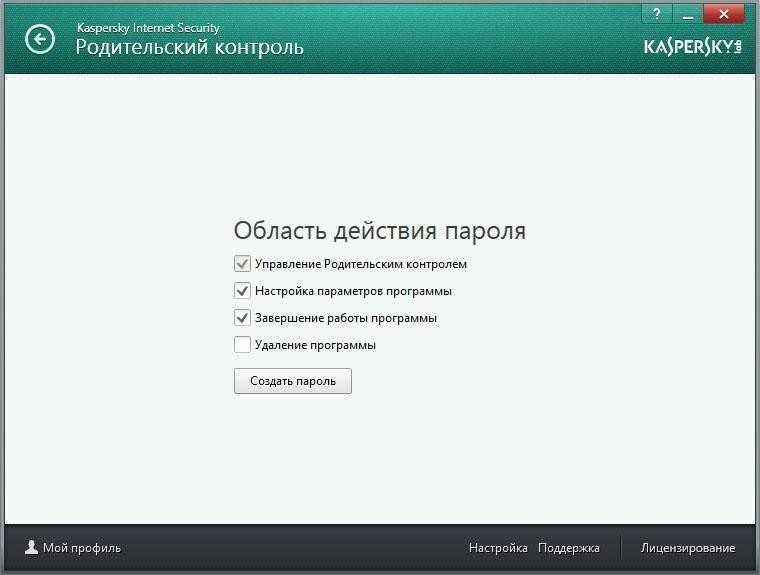 Kaspersky Internet Security
Родительский контроль
?
KASPERSKY lab
Область действия пароля
Управление Родительским контролем
Настройка параметров программы
Завершение работы программы
Удаление программы
Создать пароль
Мой профиль
Настройка
Поддержка
Лицензирование